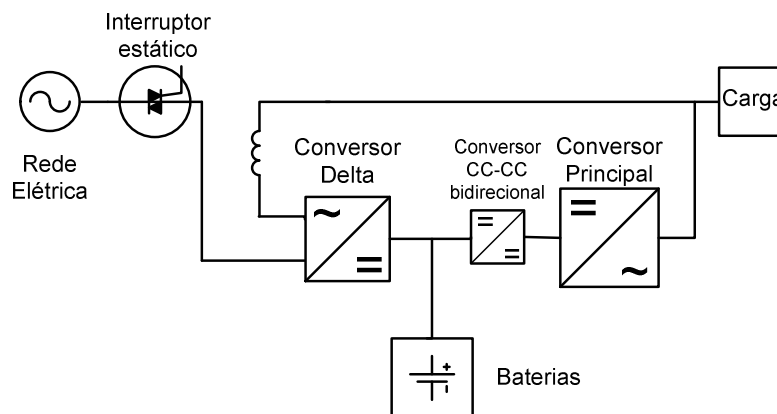 Interruptor
estático
Rede
Elétrica
Conversor
Delta
Conversor
CC-CC
bidirecional
Conversor
Principal
Carga
Baterias